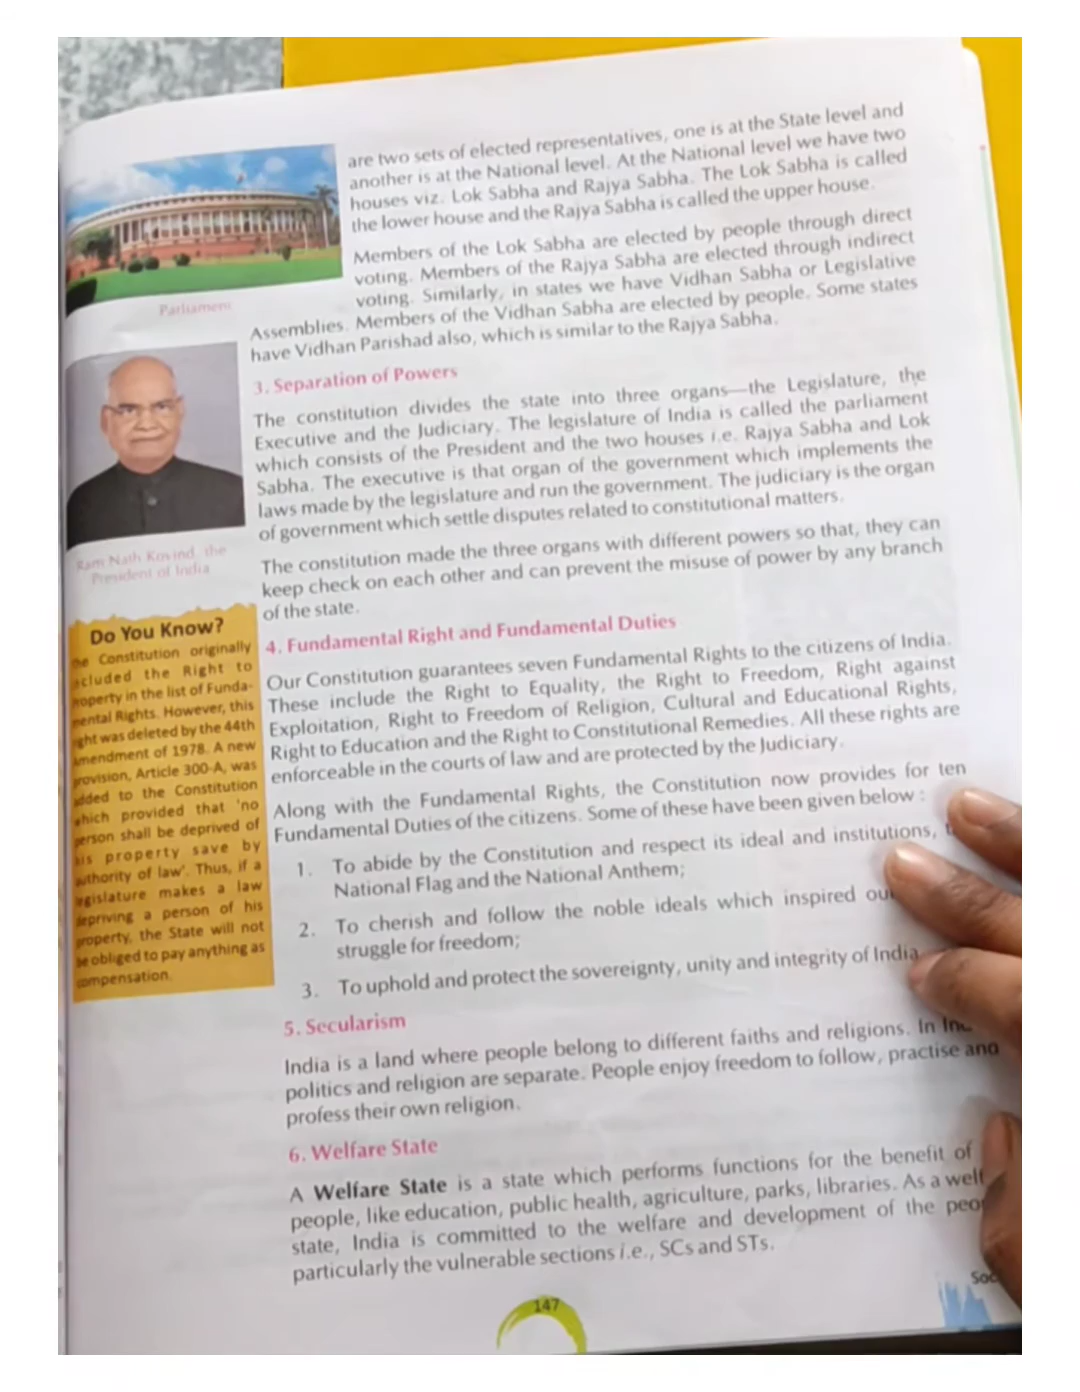 are two sets of elected representatives, one is at the State level and
another is at the National level. At the National level we have two
houses viz. Lok Sabha and Rajya Sabha. The Lok Sabha is called
the lower house and the Rajya Sabha is called the upper house.
Members of the Lok Sabha are elected by people through direct
voting. Members of the Rajya Sabha are elected through indirect
voting. Similarly, in states we have Vidhan Sabha or Legislative
Assemblies. Members of the Vidhan Sabha are elected by people. Some states
have Vidhan Parishad also, which is similar to the Rajya Sabha.
Parliament
3. Separation of Powers
The constitution divides the state into three organs—the Legislature, the
Executive and the Judiciary. The legislature of India is called the parliament
which consists of the President and the two houses i.e. Rajya Sabha and Lok
Sabha. The executive is that organ of the government which implements the
laws made by the legislature and run the government. The judiciary is the organ
of government which settle disputes related to constitutional matters.
Ram Nath Kovind, the
President of India
The constitution made the three organs with different powers so that, they can
keep check on each other and can prevent the misuse of power by any branch
of the state.
Do You Know?
Constitution originally
the Right to
in the list of Funda-
Rights. However, this
was deleted by the 44th
of 1978. A new
Article 300-A, was
to the Constitution
provided that 'no
shall be deprived of
property save by
of law'. Thus, if a
makes a law
a person of his
the State will not
obliged to pay anything as
4. Fundamental Right and Fundamental Duties
Our Constitution guarantees seven Fundamental Rights to the citizens of India.
These include the Right to Equality, the Right to Freedom, Right against
Exploitation, Right to Freedom of Religion, Cultural and Educational Rights,
Right to Education and the Right to Constitutional Remedies. All these rights are
enforceable in the courts of law and are protected by the Judiciary.
Along with the Fundamental Rights, the Constitution now provides for ten
Fundamental Duties of the citizens. Some of these have been given below :
1. To abide by the Constitution and respect its ideal and institutions,
National Flag and the National Anthem;
2. To cherish and follow the noble ideals which inspired
struggle for freedom;
3. To uphold and protect the sovereignty, unity and integrity of India
5. Secularism
India is a land where people belong to different faiths and religions. In
politics and religion are separate. People enjoy freedom to follow, practise and
profess their own religion.
6. Welfare State
A Welfare State is a state which performs functions for the benefit of
people, like education, public health, agriculture, parks, libraries. As a
state, India is committed to the welfare and development of the
particularly the vulnerable sections i.e., SCs and STs.
147